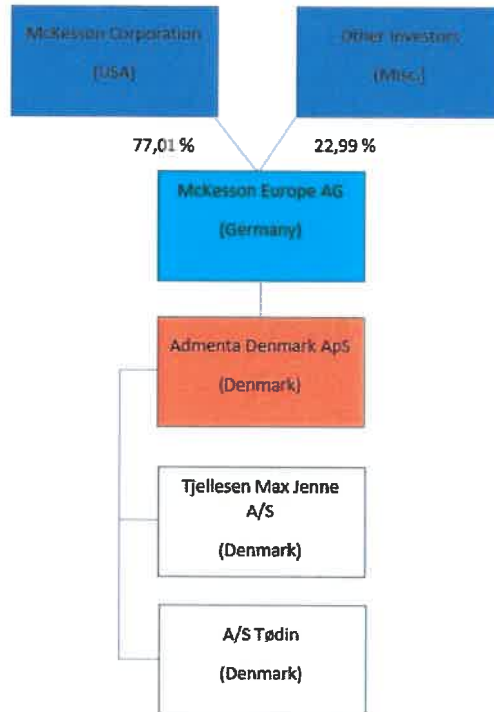 McKesson Corporation
(USA)
Other Investors
(Misc.)
77,01 %
22,99 %
McKesson Europe AG
(Germany)
Admenta Denmark ApS
(Denmark)
Tjellesen Max Jenne
A/S
(Denmark)
A/S Tødin
(Denmark)